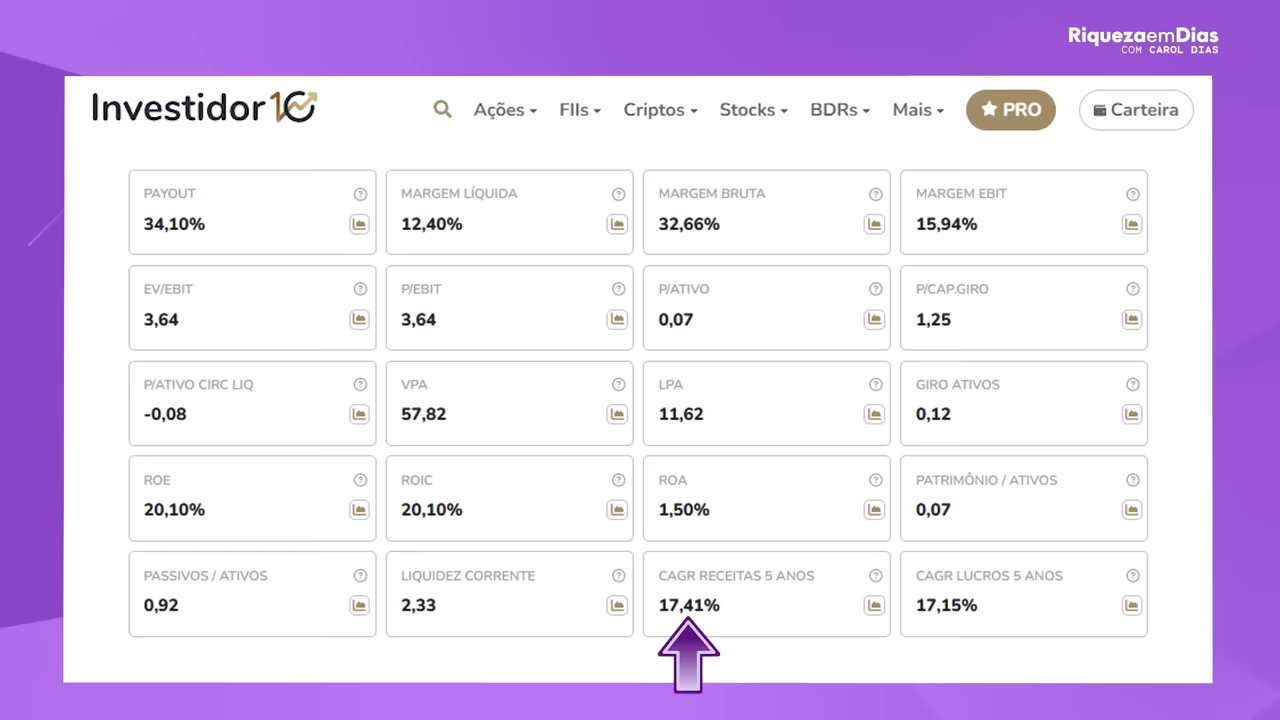 RiquezaemDias
COM CAROL DIAS
Investidor10
Ações
FIIs
Criptos
Stocks
BDRs
Mais
PRO
Carteira
PAYOUT
34,10%
MARGEM LÍQUIDA
12,40%
MARGEM BRUTA
32,66%
MARGEM EBIT
15,94%
EV/EBIT
3,64
P/EBIT
3,64
P/ATIVO
0,07
P/CAP.GIRO
1,25
P/ATIVO CIRC LIQ
-0,08
VPA
57,82
LPA
11,62
GIRO ATIVOS
0,12
ROE
20,10%
ROIC
20,10%
ROA
1,50%
PATRIMÔNIO / ATIVOS
0,07
PASSIVOS / ATIVOS
0,92
LIQUIDEZ CORRENTE
2,33
CAGR RECEITAS 5 ANOS
17,41%
CAGR LUCROS 5 ANOS
17,15%